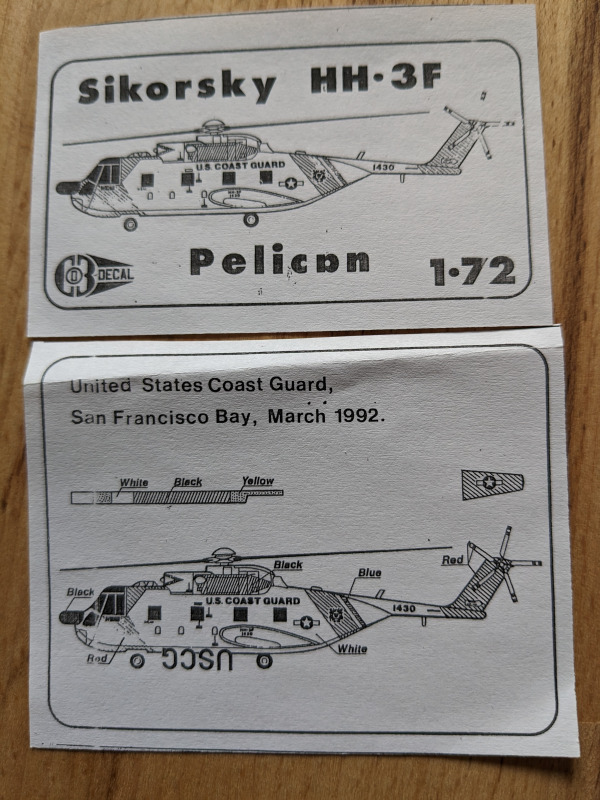 Sikorsky HH-3F
U.S. COAST GUARD
1430
DECAL
Pelican
1-72
United States Coast Guard,
San Francisco Bay, March 1992.
White Black Yellow
Black
Blue
Red
Black
U.S. COAST GUARD
1430
Red
USCG
White